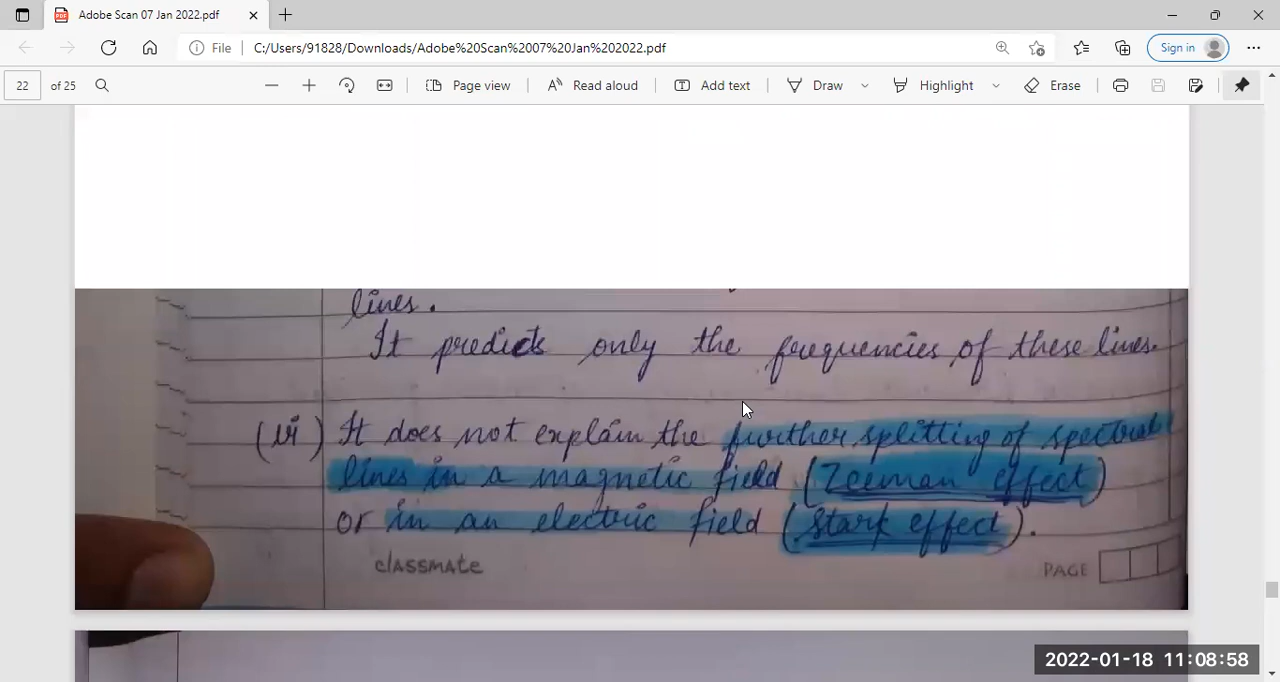 Adobe Scan 07 Jan 2022.pdf
File C:/Users/91828/Downloads/Adobe%20Scan%2007%20Jan%202022.pdf Sign in
22 of 25 Page view Read aloud Add text Draw Highlight Erase
lines.
It predicts only the frequencies of these lines.
(vi) It does not explain the further splitting of spectral
lines in a magnetic field (Zeeman effect)
or in an electric field (Stark effect).
classmate
PAGE
2022-01-18 11:08:58